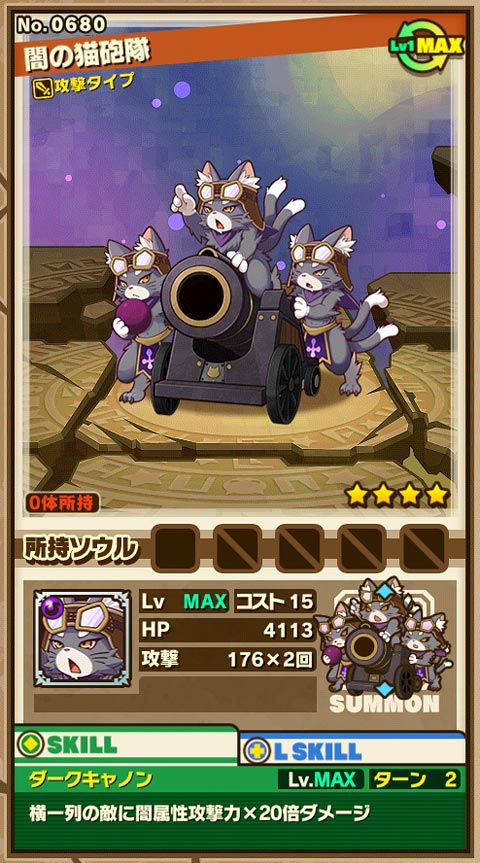 No.0680
闇の猫砲隊
Lv1 MAX
攻撃タイプ
0体所持
所持ソウル
Lv MAX コスト 15
HP 4113
攻撃 176×2回
SUMMON
SKILL
L SKILL
ダークキャノン Lv.MAX ターン 2
横一列の敵に闇属性攻撃力×20倍ダメージ